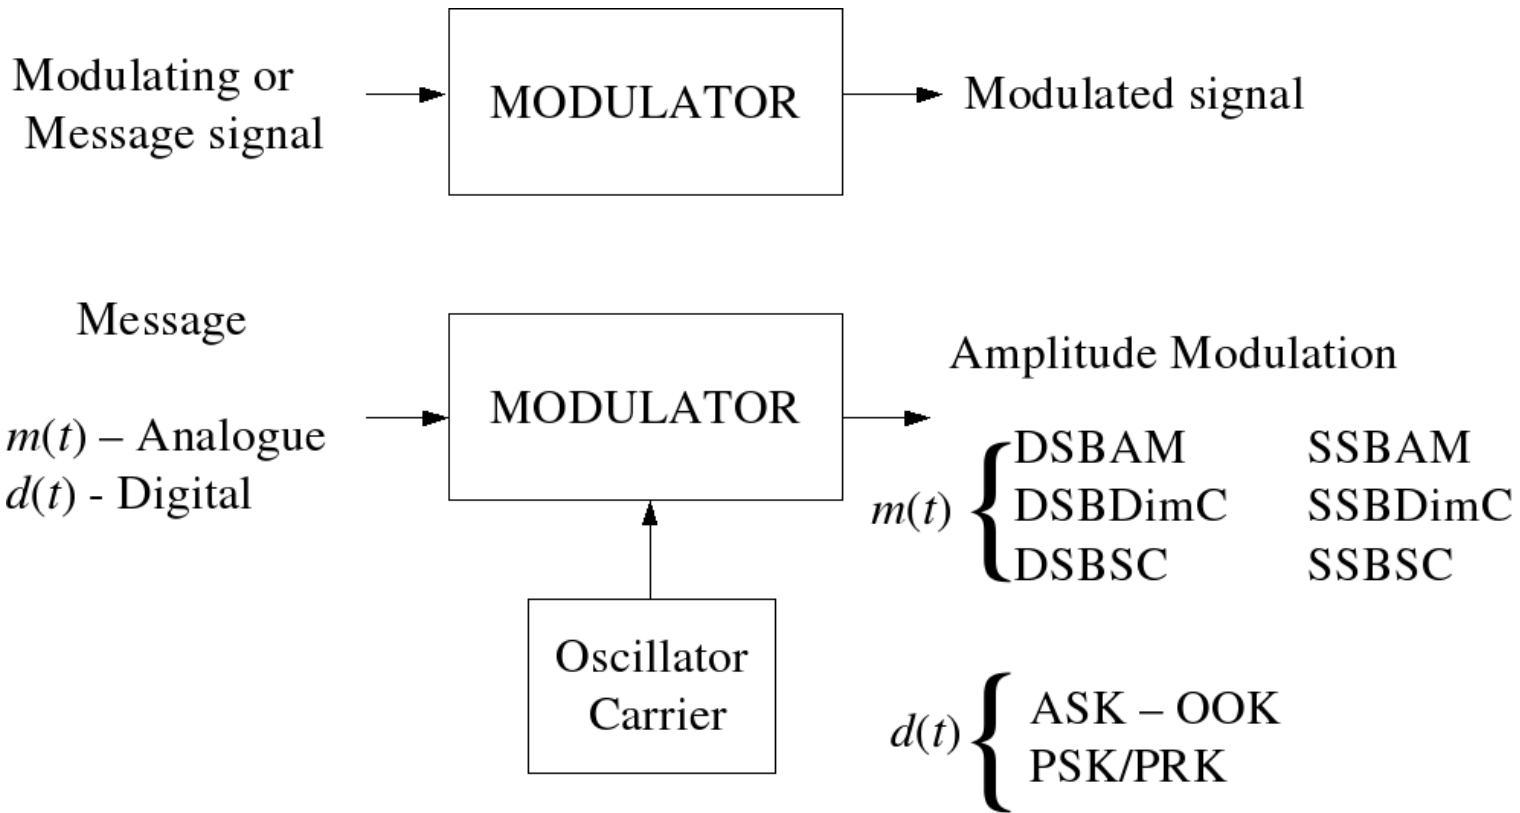 Modulating or
Message signal
MODULATOR
Modulated signal
Message
m(t) – Analogue
d(t) - Digital
MODULATOR
Oscillator
Carrier
Amplitude Modulation
m(t)
{
DSBAM SSBAM
DSBDimC SSBDimC
DSBSC SSBSC
d(t)
{
ASK – OOK
PSK/PRK